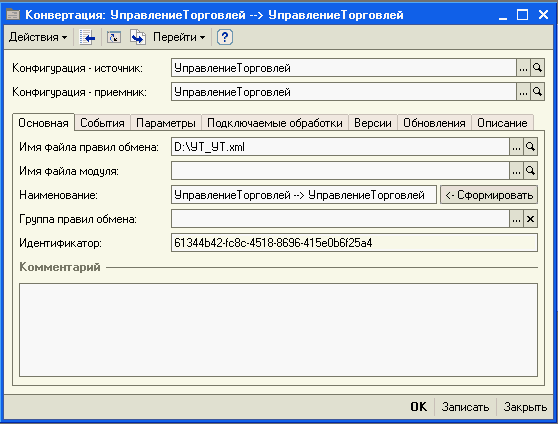 Конвертация: УправлениеТорговлей --> УправлениеТорговлей
Действия Перейти ?
Конфигурация - источник: УправлениеТорговлей ...
Конфигурация - приемник: УправлениеТорговлей ...
Основная События Параметры Подключаемые обработки Версии Обновления Описание
Имя файла правил обмена: D:\УТ_УТ.xml ...
Имя файла модуля: ...
Наименование: УправлениеТорговлей --> УправлениеТорговлей <- Сформировать
Группа правил обмена: ... ×
Идентификатор: 61344b42-fc8c-4518-8696-415e0b6f25a4
Комментарий
OK Записать Закрыть